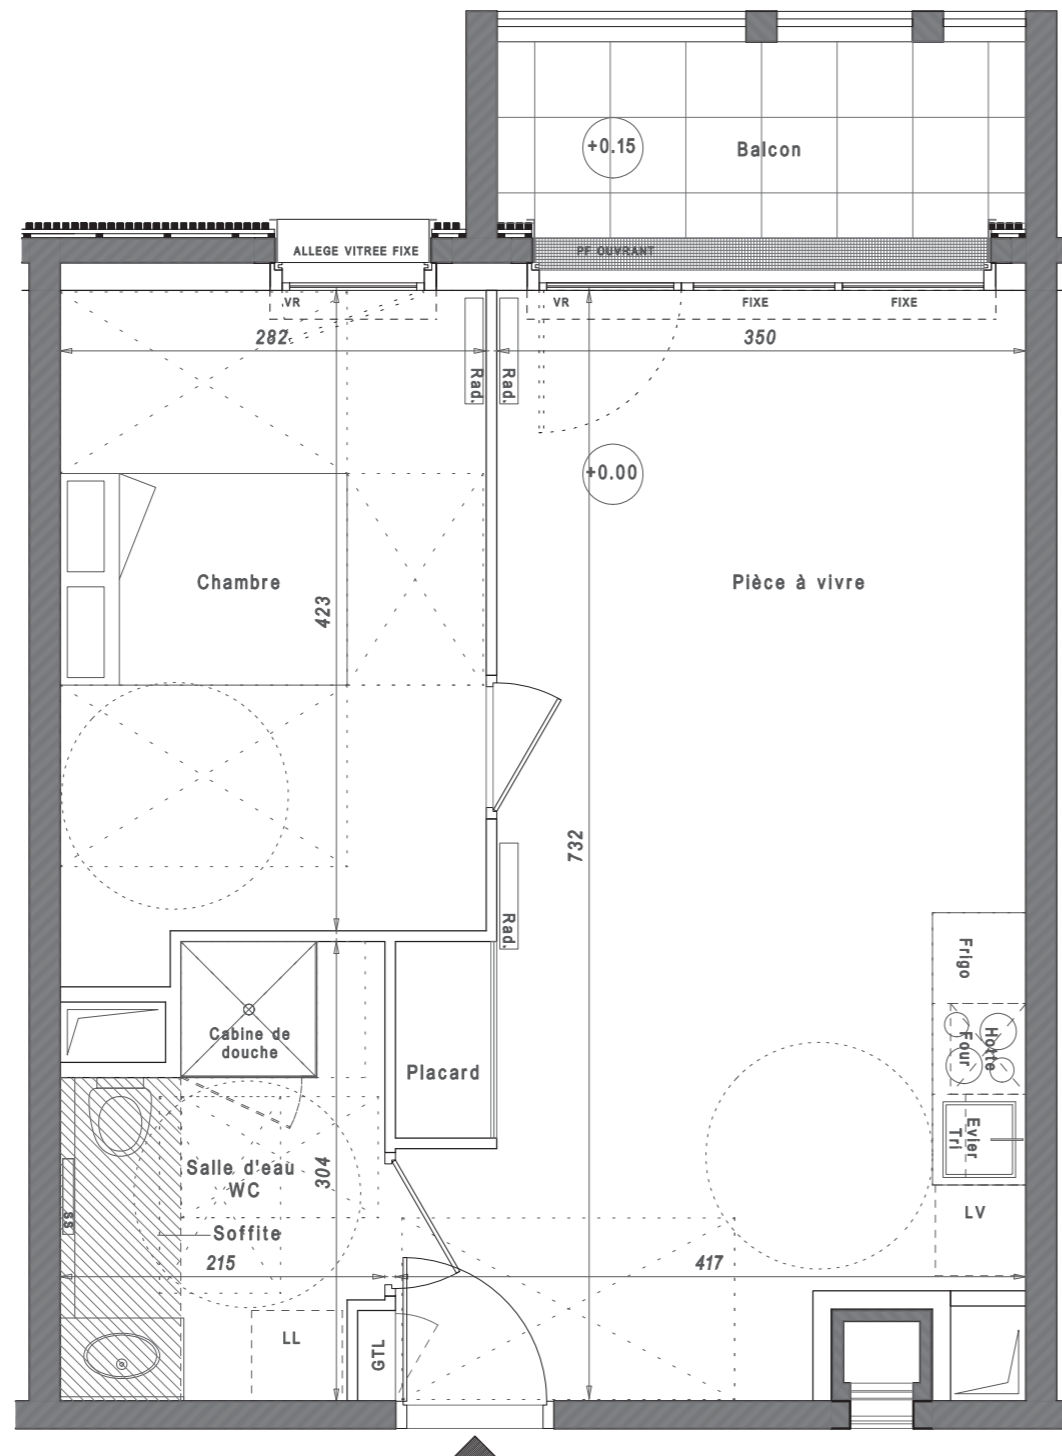 +0.15
Balcon
ALLEGE VITREE FIXE
PF OUVRANT
VR
VR
FIXE
FIXE
282
350
Rad.
Rad.
+0.00
Chambre
423
Pièce à vivre
732
Rad.
Frigo
Cabine de
douche
Four
Hotte
Placard
Evier
Tri
Salle d'eau
WC
304
SS
LV
Soffite
215
417
LL
GTL